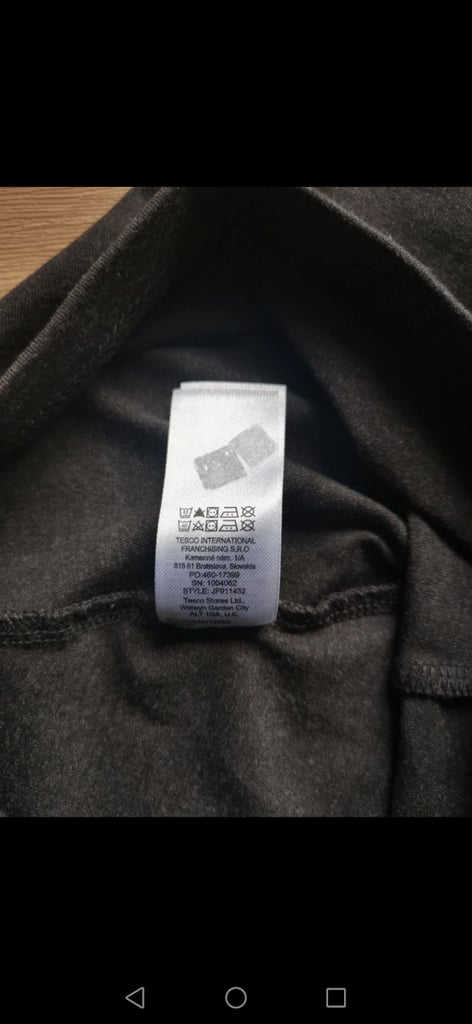 TESCO INTERNATIONAL
FRANCHISING S.R.O
Kamenné nám. 1/A
815 61 Bratislava, Slovakia
PO:460-17399
SN: 1004062
STYLE: JF911432
Tesco Stores Ltd.,
Welwyn Garden City
AL7 1GA, U.K.